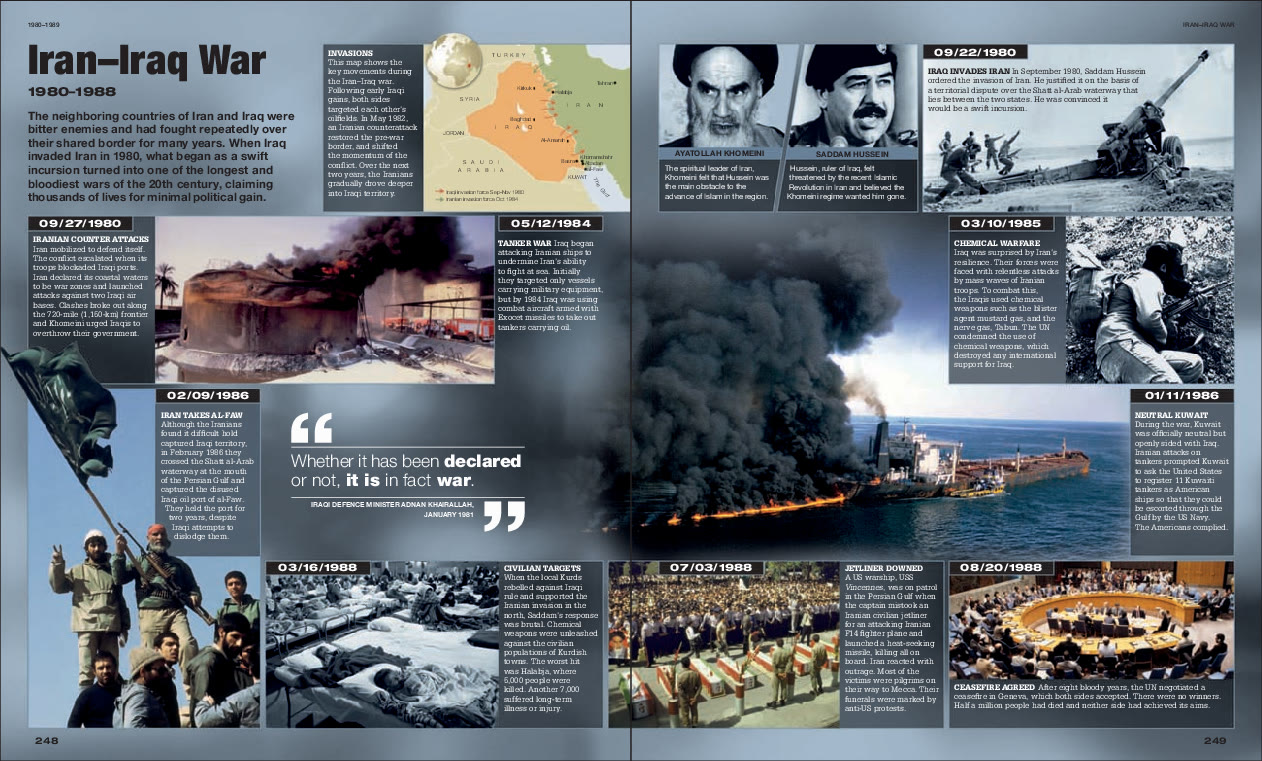 1980–1989
IRAN–IRAQ WAR
Iran–Iraq War
1980–1988
The neighboring countries of Iran and Iraq were
bitter enemies and had fought repeatedly over
their shared border for many years. When Iraq
invaded Iran in 1980, what began as a swift
incursion turned into one of the longest and
bloodiest wars of the 20th century, claiming
thousands of lives for minimal political gain.
INVASIONS
This map shows the
key movements during
the Iran–Iraq war.
Following early Iraqi
gains, both sides
targeted each other's
oilfields. In May 1982,
an Iranian counterattack
restored the pre-war
border, and shifted
the momentum of the
conflict. Over the next
two years, the Iranians
gradually drove deeper
into Iraqi territory.
TURKEY
Tehran
SYRIA
Kirkuk
Halabja
IRAN
Baghdad
IRAQ
JORDAN
Al-Amarah
SAUDI
ARABIA
Basra
Khorramshahr
Abadan
al-Faw
KUWAIT
The Gulf
Iraqi invasion force Sep–Nov 1980
Iranian invasion force Oct 1984
AYATOLLAH KHOMEINI
The spiritual leader of Iran,
Khomeini felt that Hussein was
the main obstacle to the
advance of Islam in the region.
SADDAM HUSSEIN
Hussein, ruler of Iraq, felt
threatened by the recent Islamic
Revolution in Iran and believed the
Khomeini regime wanted him gone.
09/22/1980
IRAQ INVADES IRAN In September 1980, Saddam Hussein
ordered the invasion of Iran. He justified it on the basis of
a territorial dispute over the Shatt al-Arab waterway that
lies between the two states. He was convinced it
would be a swift incursion.
09/27/1980
IRANIAN COUNTER ATTACKS
Iran mobilized to defend itself.
The conflict escalated when its
troops blockaded Iraqi ports.
Iran declared its coastal waters
to be war zones and launched
attacks against two Iraqi air
bases. Clashes broke out along
the 720-mile (1,160-km) frontier
and Khomeini urged Iraqis to
overthrow their government.
05/12/1984
TANKER WAR Iraq began
attacking Iranian ships to
undermine Iran's ability
to fight at sea. Initially
they targeted only vessels
carrying military equipment,
but by 1984 Iraq was using
combat aircraft armed with
Exocet missiles to take out
tankers carrying oil.
03/10/1985
CHEMICAL WARFARE
Iraq was surprised by Iran's
resilience. Their forces were
faced with relentless attacks
by mass waves of Iranian
troops. To combat this,
the Iraqis used chemical
weapons such as the blister
agent mustard gas, and the
nerve gas, Tabun. The UN
condemned the use of
chemical weapons, which
destroyed any international
support for Iraq.
02/09/1986
IRAN TAKES AL-FAW
Although the Iranians
found it difficult hold
captured Iraqi territory,
in February 1986 they
crossed the Shatt al-Arab
waterway at the mouth
of the Persian Gulf and
captured the disused
Iraqi oil port of al-Faw.
They held the port for
two years, despite
Iraqi attempts to
dislodge them.
“
Whether it has been declared
or not, it is in fact war.
IRAQI DEFENCE MINISTER ADNAN KHAIRALLAH,
JANUARY 1981
”
01/11/1986
NEUTRAL KUWAIT
During the war, Kuwait
was officially neutral but
openly sided with Iraq.
Iranian attacks on
tankers prompted Kuwait
to ask the United States
to register 11 Kuwaiti
tankers as American
ships so that they could
be escorted through the
Gulf by the US Navy.
The Americans complied.
03/16/1988
CIVILIAN TARGETS
When the local Kurds
rebelled against Iraqi
rule and supported the
Iranian invasion in the
north, Saddam's response
was brutal. Chemical
weapons were unleashed
against the civilian
populations of Kurdish
towns. The worst hit
was Halabja, where
5,000 people were
killed. Another 7,000
suffered long-term
illness or injury.
07/03/1988
JETLINER DOWNED
A US warship, USS
Vincennes, was on patrol
in the Persian Gulf when
the captain mistook an
Iranian civilian jetliner
for an attacking Iranian
F14 fighter plane and
launched a heat-seeking
missile, killing all on
board. Iran reacted with
outrage. Most of the
victims were pilgrims on
their way to Mecca. Their
funerals were marked by
anti-US protests.
08/20/1988
CEASEFIRE AGREED After eight bloody years, the UN negotiated a
ceasefire in Geneva, which both sides accepted. There were no winners.
Half a million people had died and neither side had achieved its aims.
248
249